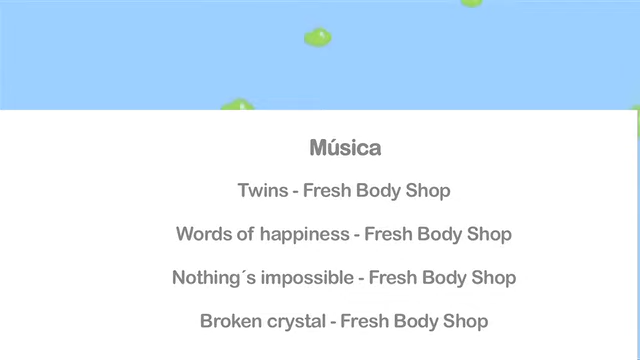 Música
Twins - Fresh Body Shop
Words of happiness - Fresh Body Shop
Nothing´s impossible - Fresh Body Shop
Broken crystal - Fresh Body Shop